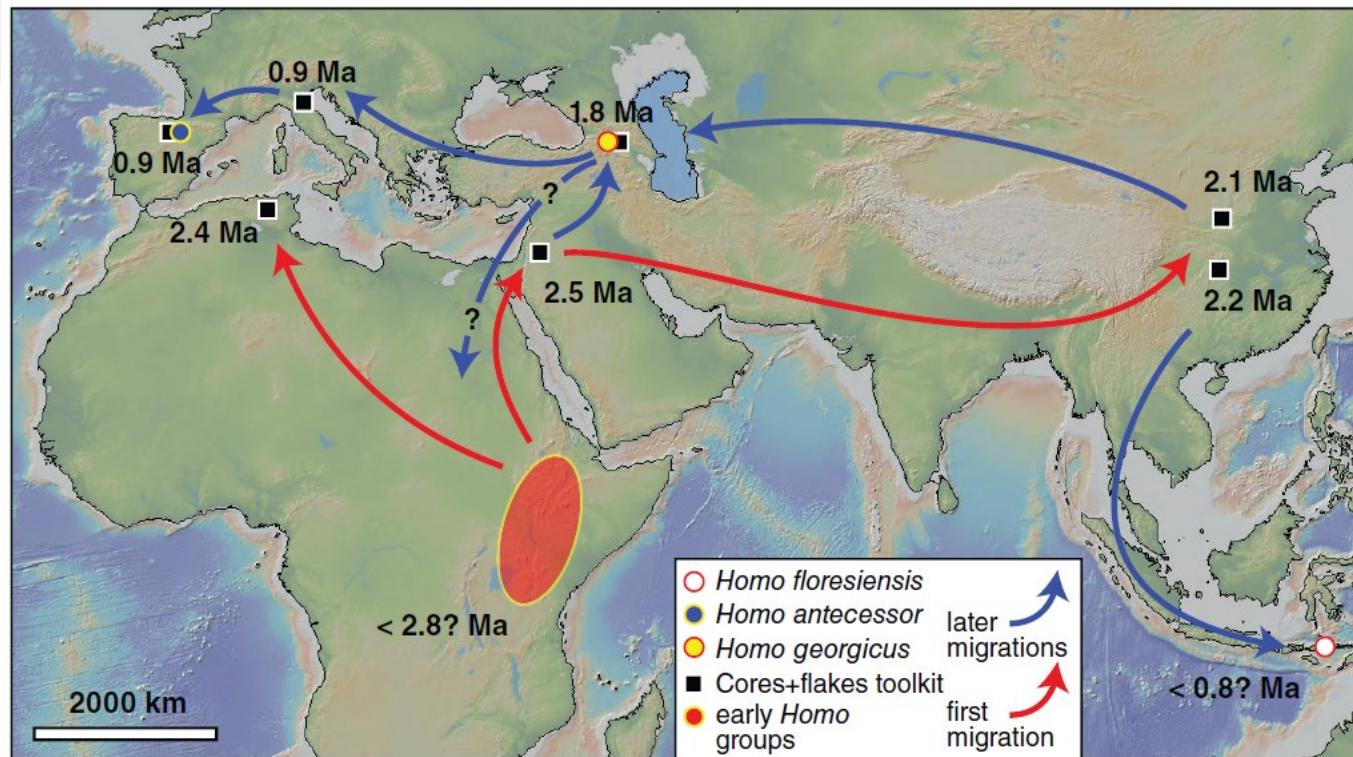 0.9 Ma
1.8 Ma
0.9 Ma
?
2.1 Ma
2.4 Ma
2.5 Ma
2.2 Ma
?
< 2.8? Ma
2000 km
Homo floresiensis
Homo antecessor
Homo georgicus
Cores+flakes toolkit
early Homo
groups
later
migrations
first
migration
< 0.8? Ma